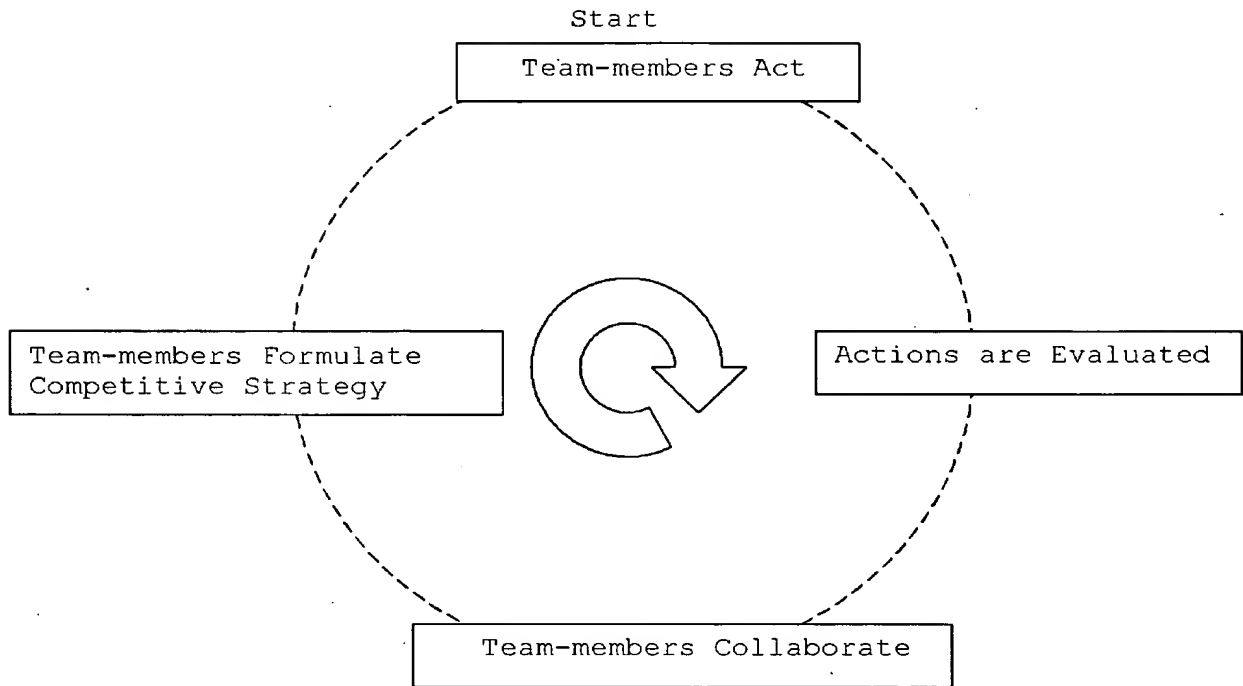 Start
Team-members Act
Team-members Formulate
Competitive Strategy
Actions are Evaluated
Team-members Collaborate